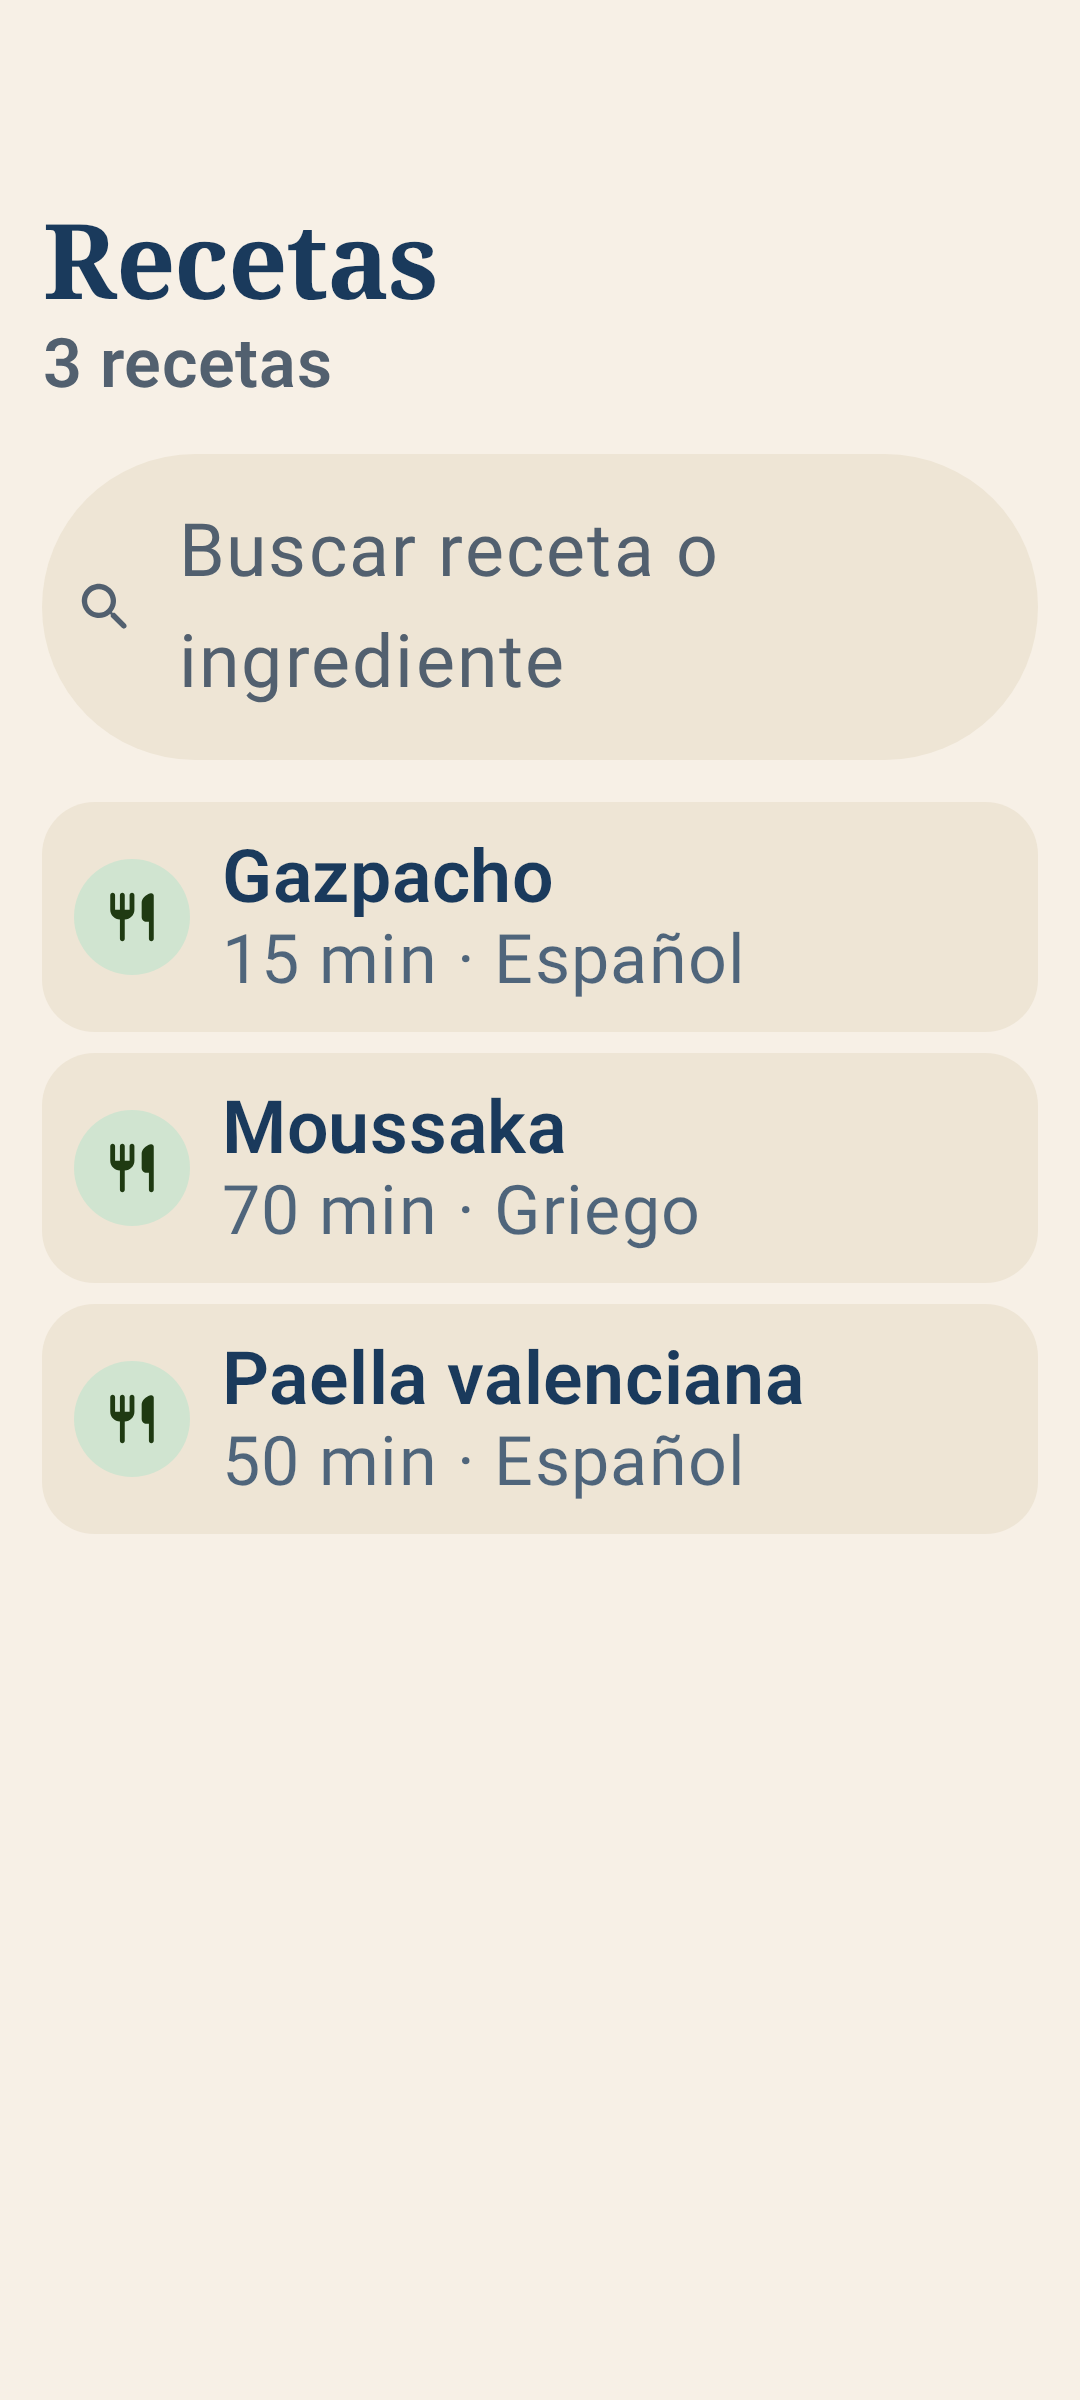 Recetas
3 recetas
Buscar receta o
ingrediente
Gazpacho
15 min · Español
Moussaka
70 min · Griego
Paella valenciana
50 min · Español